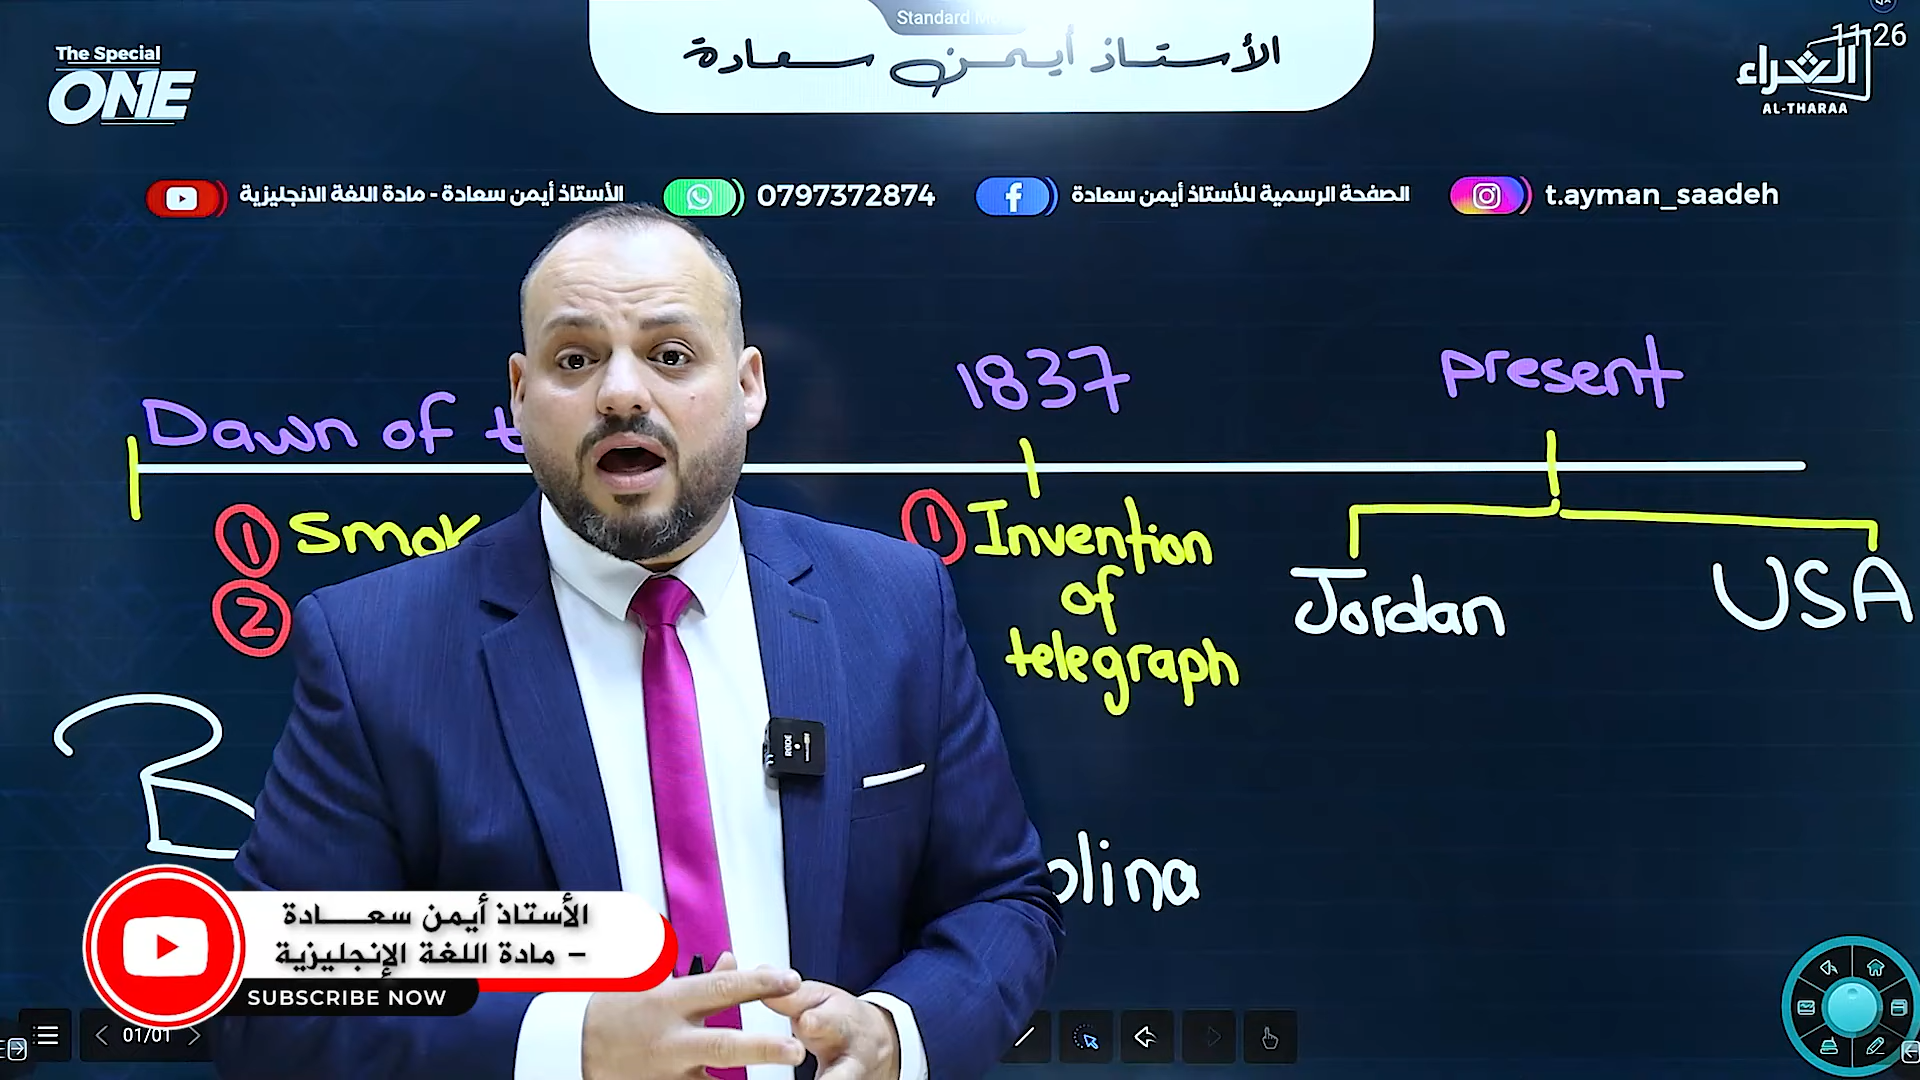 Standard
11:26
The Special
ONE
الأستاذ أيمن سعادة
الثراء
AL-THARAA
الأستاذ أيمن سعادة - مادة اللغة الانجليزية
0797372874
الصفحة الرسمية للأستاذ أيمن سعادة
t.ayman_saadeh
Dawn of
1837
present
1 Smok
2
1 Invention
of
telegraph
Jordan
USA
olina
RØDE
الأستاذ أيمن سعـــادة
– مادة اللغة الإنجليزية
SUBSCRIBE NOW
01/01